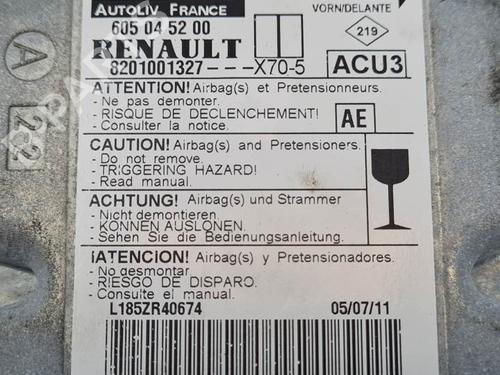 AUTOLIV FRANCE
VORN/DELANTE
605 04 52 00
RENAULT
219
8201001327---X70-5
ACU3
ATTENTION! Airbag(s) et Pretensionneurs.
- Ne pas demonter.
- RISQUE DE DECLENCHEMENT!
- Consulter la notice.
AE
CAUTION! Airbag(s) and Pretensioners.
- Do not remove.
- TRIGGERING HAZARD!
- Read manual.
ACHTUNG! Airbag(s) und Strammer
- Nicht demontieren.
- KONNEN AUSLONEN.
- Sehen Sie die Bedienungsanleitung.
¡ATENCION! Airbag(s) y Pretensionadores.
- No desmontar
- RIESGO DE DISPARO.
- Consulte el manual.
L185ZR40674
05/07/11
A
22